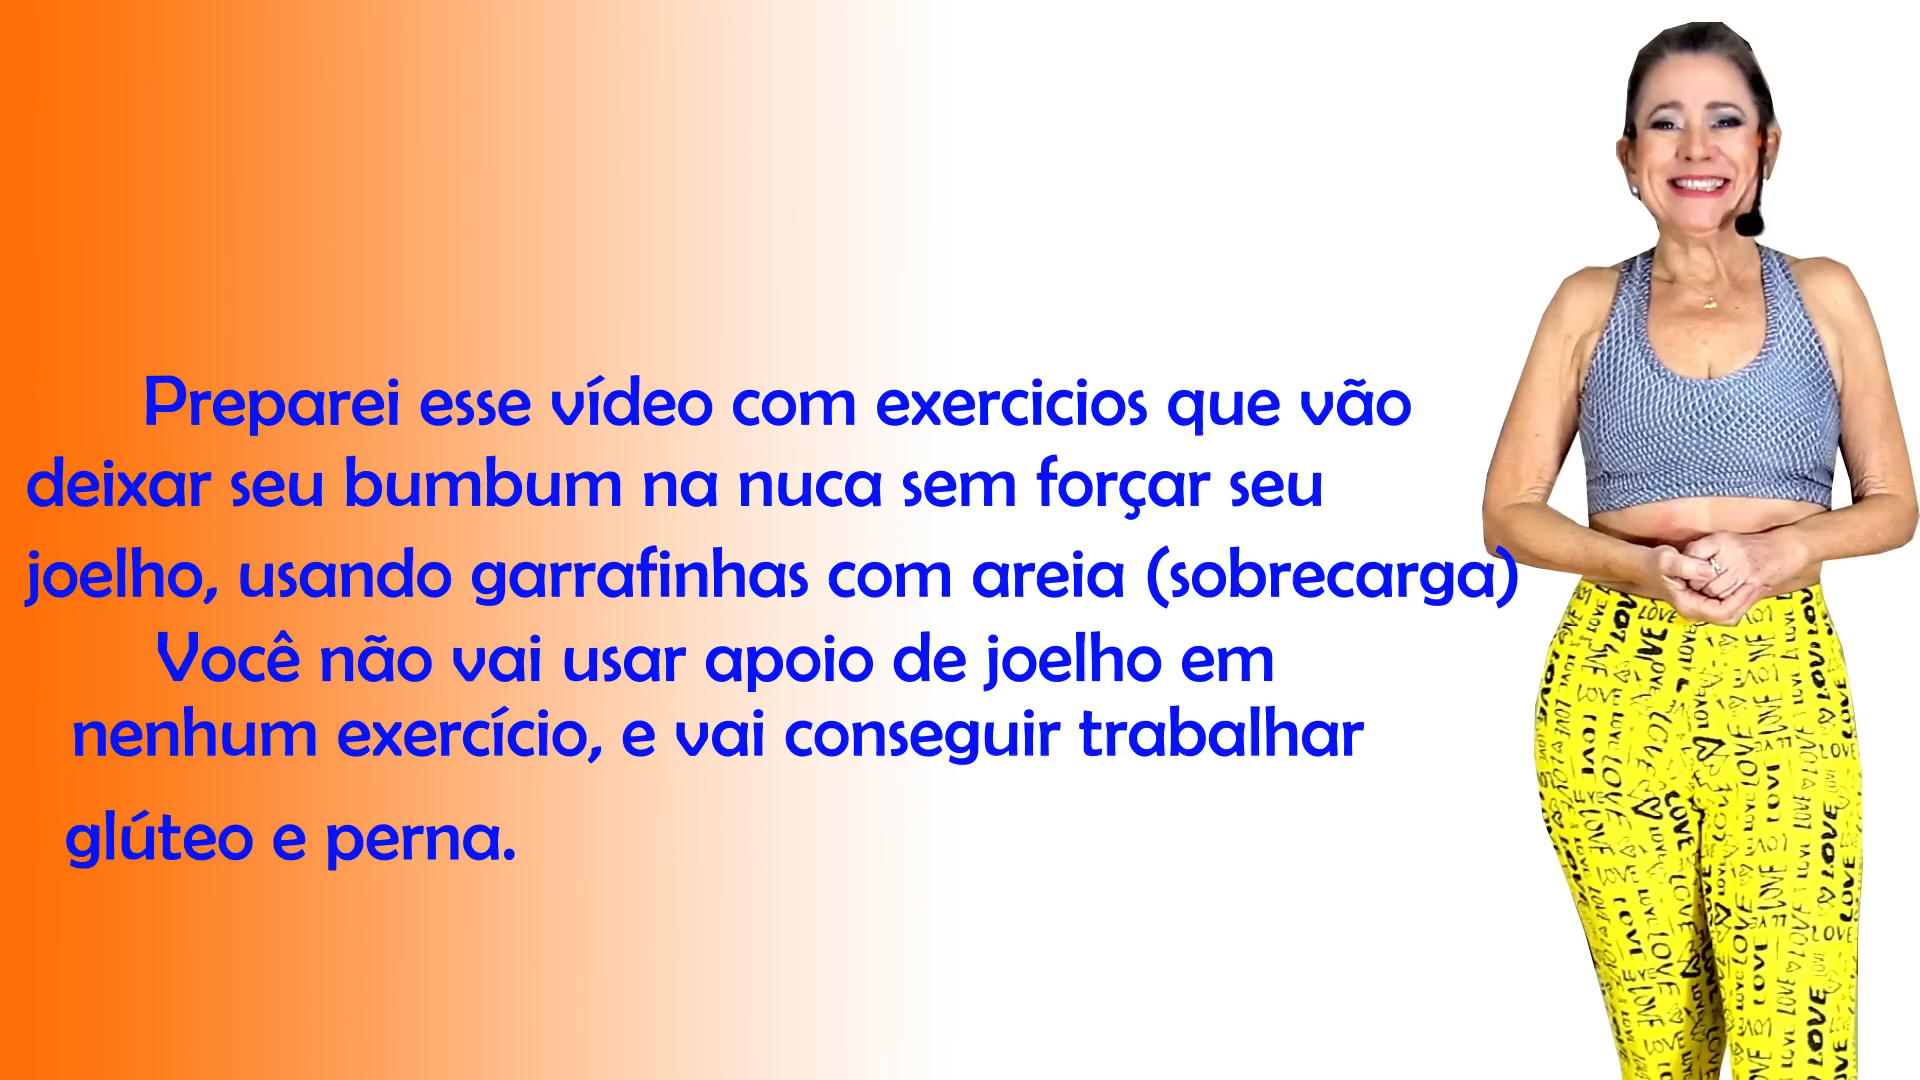 Preparei esse vídeo com exercicios que vão
deixar seu bumbum na nuca sem forçar seu
joelho, usando garrafinhas com areia (sobrecarga)
Você não vai usar apoio de joelho em
nenhum exercício, e vai conseguir trabalhar
glúteo e perna.
LOVE